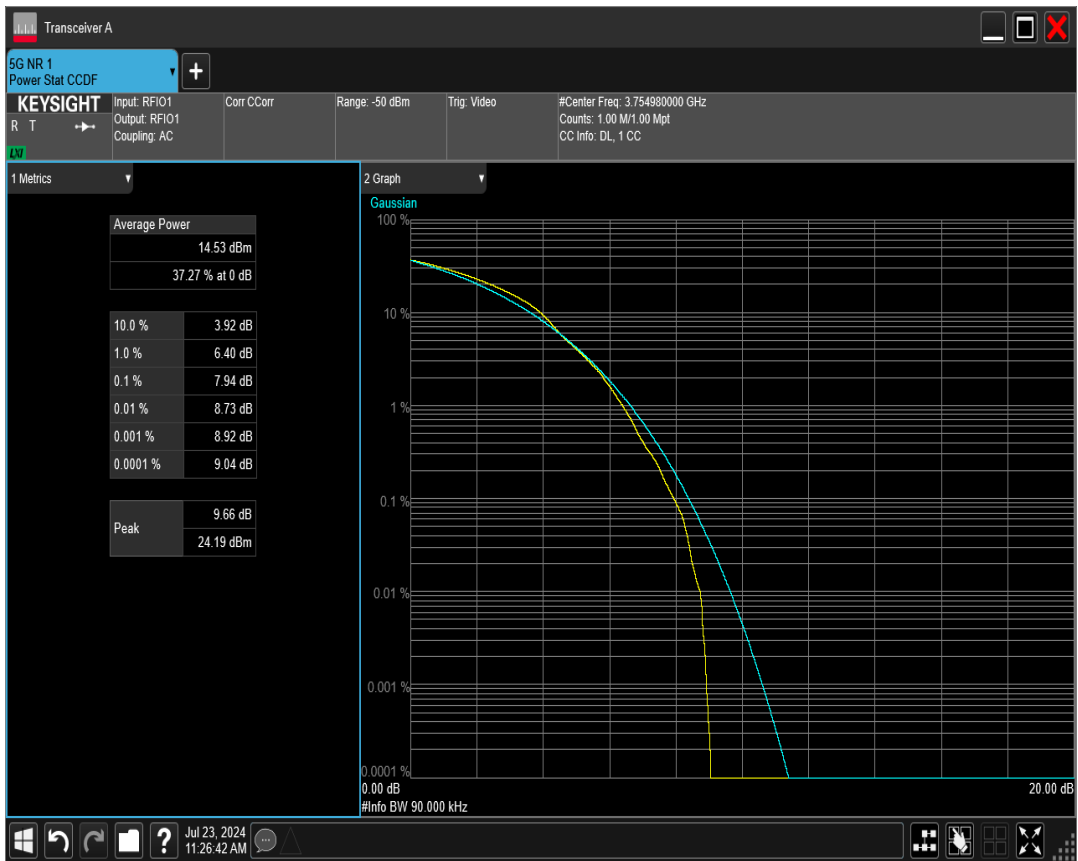 Transceiver A
5G NR 1
Power Stat CCDF
+
KEYSIGHT
R T
LXI
Input: RFIO1
Output: RFIO1
Coupling: AC
Corr CCorr
Range: -50 dBm
Trig: Video
#Center Freq: 3.754980000 GHz
Counts: 1.00 M/1.00 Mpt
CC Info: DL, 1 CC
1 Metrics
Average Power
14.53 dBm
37.27 % at 0 dB
10.0 % 3.92 dB
1.0 % 6.40 dB
0.1 % 7.94 dB
0.01 % 8.73 dB
0.001 % 8.92 dB
0.0001 % 9.04 dB
Peak
9.66 dB
24.19 dBm
2 Graph
Gaussian
100 %
10 %
1 %
0.1 %
0.01 %
0.001 %
0.0001 %
0.00 dB 20.00 dB
#Info BW 90.000 kHz
?
Jul 23, 2024
11:26:42 AM